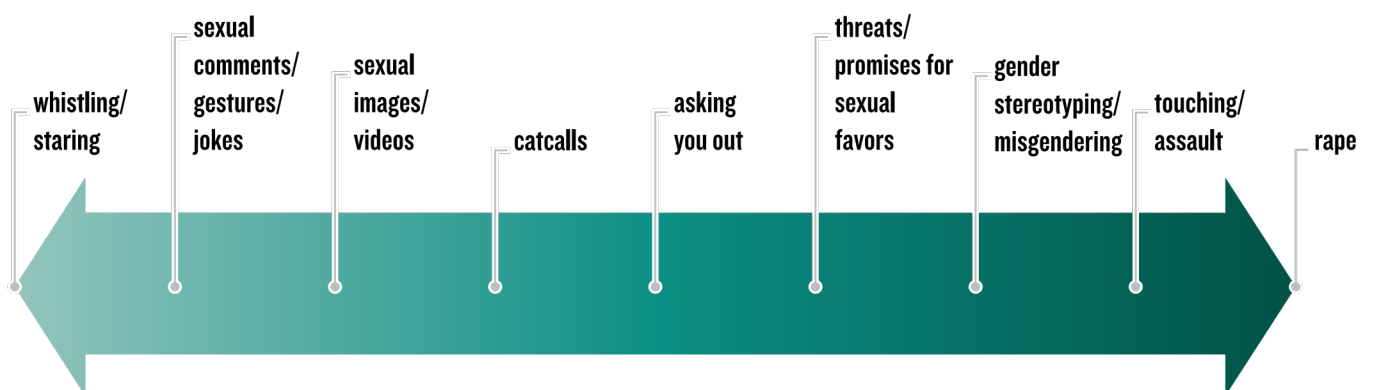 whistling/
staring
sexual
comments/
gestures/
jokes
sexual
images/
videos
catcalls
asking
you out
threats/
promises for
sexual
favors
gender
stereotyping/
misgendering
touching/
assault
rape